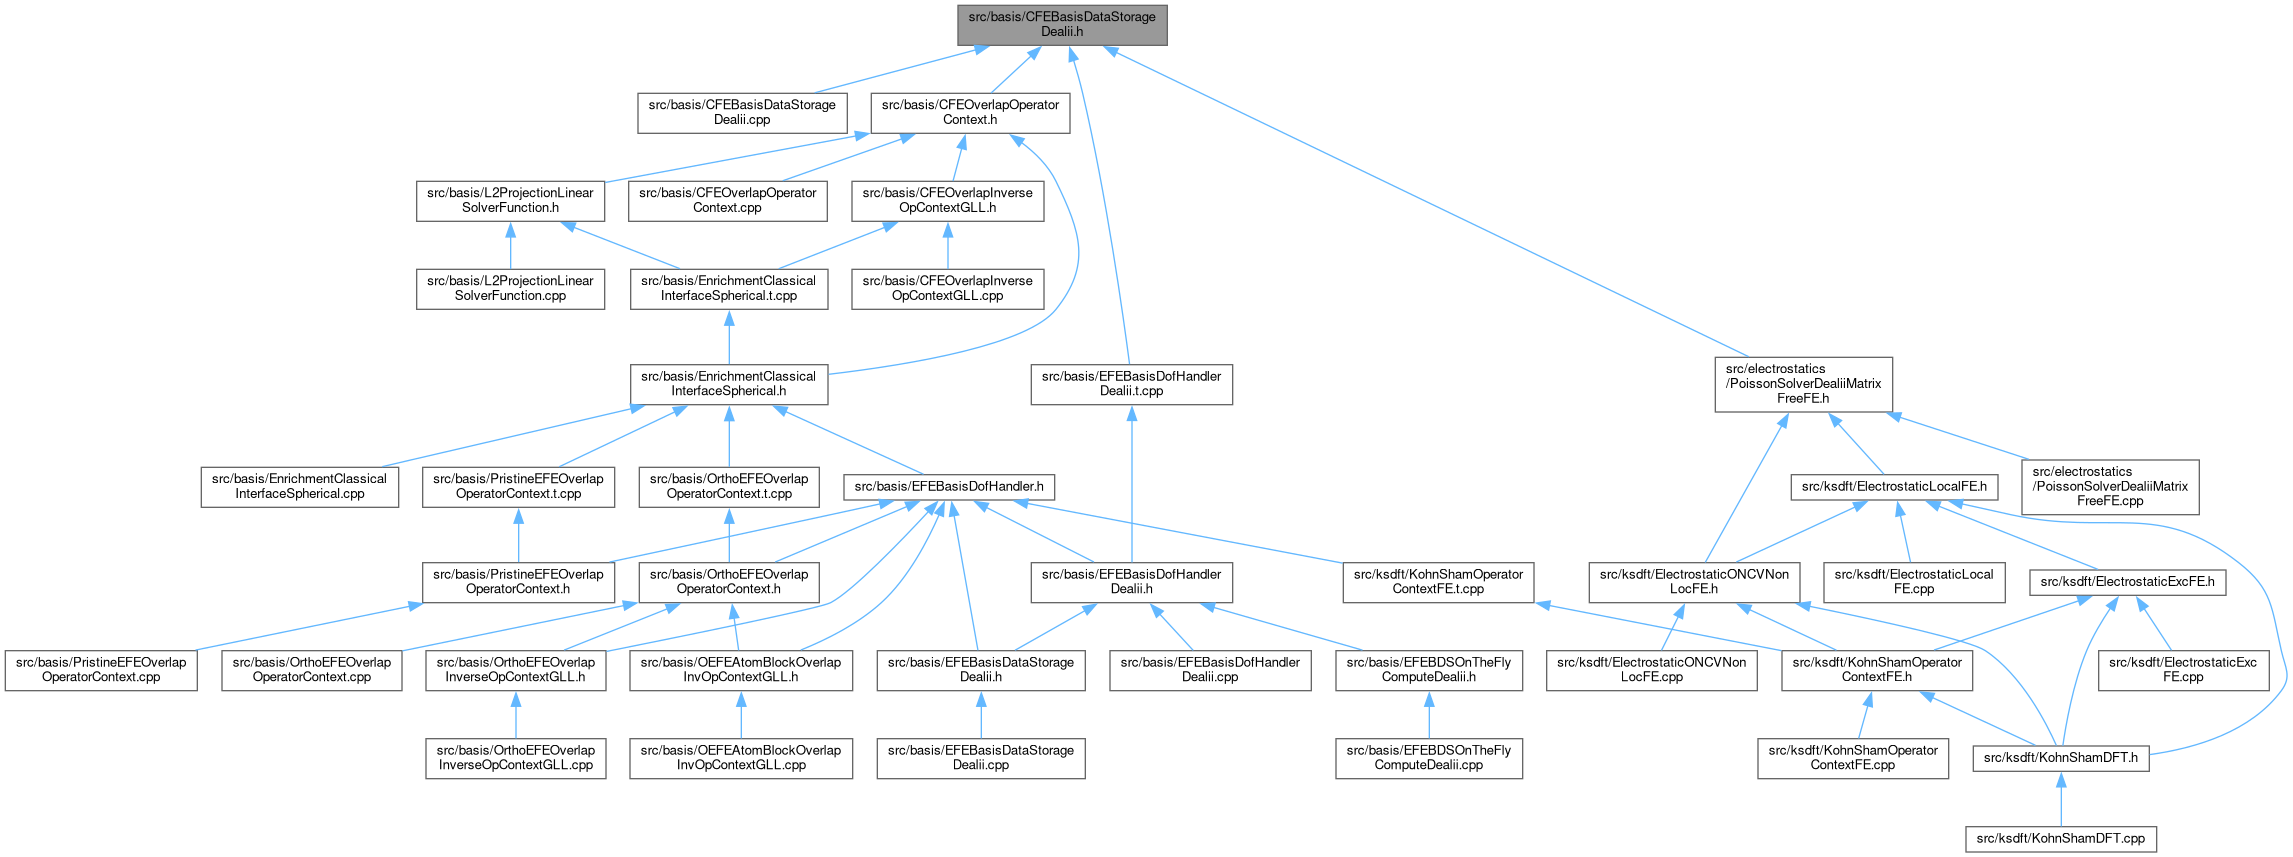 src/basis/CFEBasisDataStorage
Dealii.h
src/basis/CFEBasisDataStorage
Dealii.cpp
src/basis/CFEOverlapOperator
Context.h
src/basis/L2ProjectionLinear
SolverFunction.h
src/basis/CFEOverlapOperator
Context.cpp
src/basis/CFEOverlapInverse
OpContextGLL.h
src/basis/L2ProjectionLinear
SolverFunction.cpp
src/basis/EnrichmentClassical
InterfaceSpherical.t.cpp
src/basis/CFEOverlapInverse
OpContextGLL.cpp
src/basis/EnrichmentClassical
InterfaceSpherical.h
src/basis/EFEBasisDofHandler
Dealii.t.cpp
src/electrostatics
/PoissonSolverDealiiMatrix
FreeFE.h
src/basis/EnrichmentClassical
InterfaceSpherical.cpp
src/basis/PristineEFEOverlap
OperatorContext.t.cpp
src/basis/OrthoEFEOverlap
OperatorContext.t.cpp
src/basis/EFEBasisDofHandler.h
src/ksdft/ElectrostaticLocalFE.h
src/electrostatics
/PoissonSolverDealiiMatrix
FreeFE.cpp
src/basis/PristineEFEOverlap
OperatorContext.h
src/basis/OrthoEFEOverlap
OperatorContext.h
src/basis/EFEBasisDofHandler
Dealii.h
src/ksdft/KohnShamOperator
ContextFE.t.cpp
src/ksdft/ElectrostaticONCVNon
LocFE.h
src/ksdft/ElectrostaticLocal
FE.cpp
src/ksdft/ElectrostaticExcFE.h
src/basis/PristineEFEOverlap
OperatorContext.cpp
src/basis/OrthoEFEOverlap
OperatorContext.cpp
src/basis/OrthoEFEOverlap
InverseOpContextGLL.h
src/basis/OEFEAtomBlockOverlap
InvOpContextGLL.h
src/basis/EFEBasisDataStorage
Dealii.h
src/basis/EFEBasisDofHandler
Dealii.cpp
src/basis/EFEBDSOnTheFly
ComputeDealii.h
src/ksdft/ElectrostaticONCVNon
LocFE.cpp
src/ksdft/KohnShamOperator
ContextFE.h
src/ksdft/ElectrostaticExc
FE.cpp
src/basis/OrthoEFEOverlap
InverseOpContextGLL.cpp
src/basis/OEFEAtomBlockOverlap
InvOpContextGLL.cpp
src/basis/EFEBasisDataStorage
Dealii.cpp
src/basis/EFEBDSOnTheFly
ComputeDealii.cpp
src/ksdft/KohnShamOperator
ContextFE.cpp
src/ksdft/KohnShamDFT.h
src/ksdft/KohnShamDFT.cpp